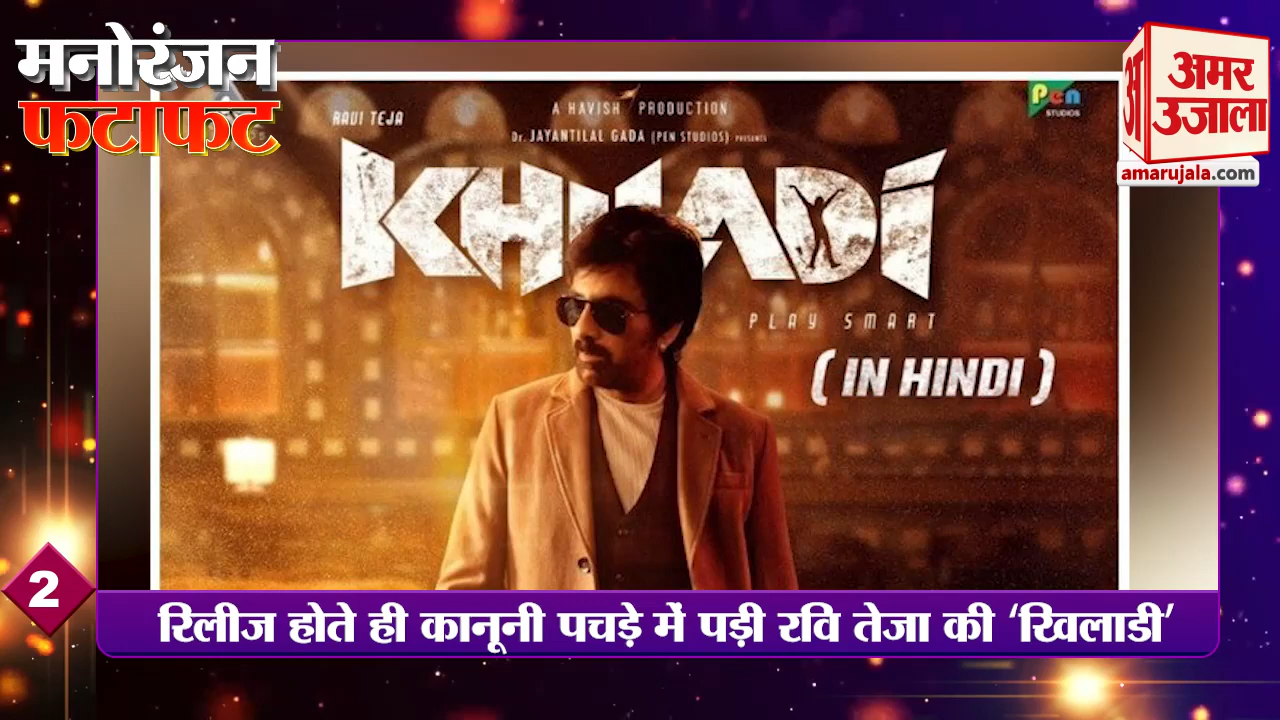 मनोरंजन
फटाफट
अमर
उजाला
amarujala.com
RAVI TEJA
A HAVISH PRODUCTION
Dr. JAYANTILAL GADA (PEN STUDIOS) PRESENTS
Pen
STUDIOS
KHILADI
PLAY SMART
( IN HINDI )
2
रिलीज होते ही कानूनी पचड़े में पड़ी रवि तेजा की ‘खिलाडी’